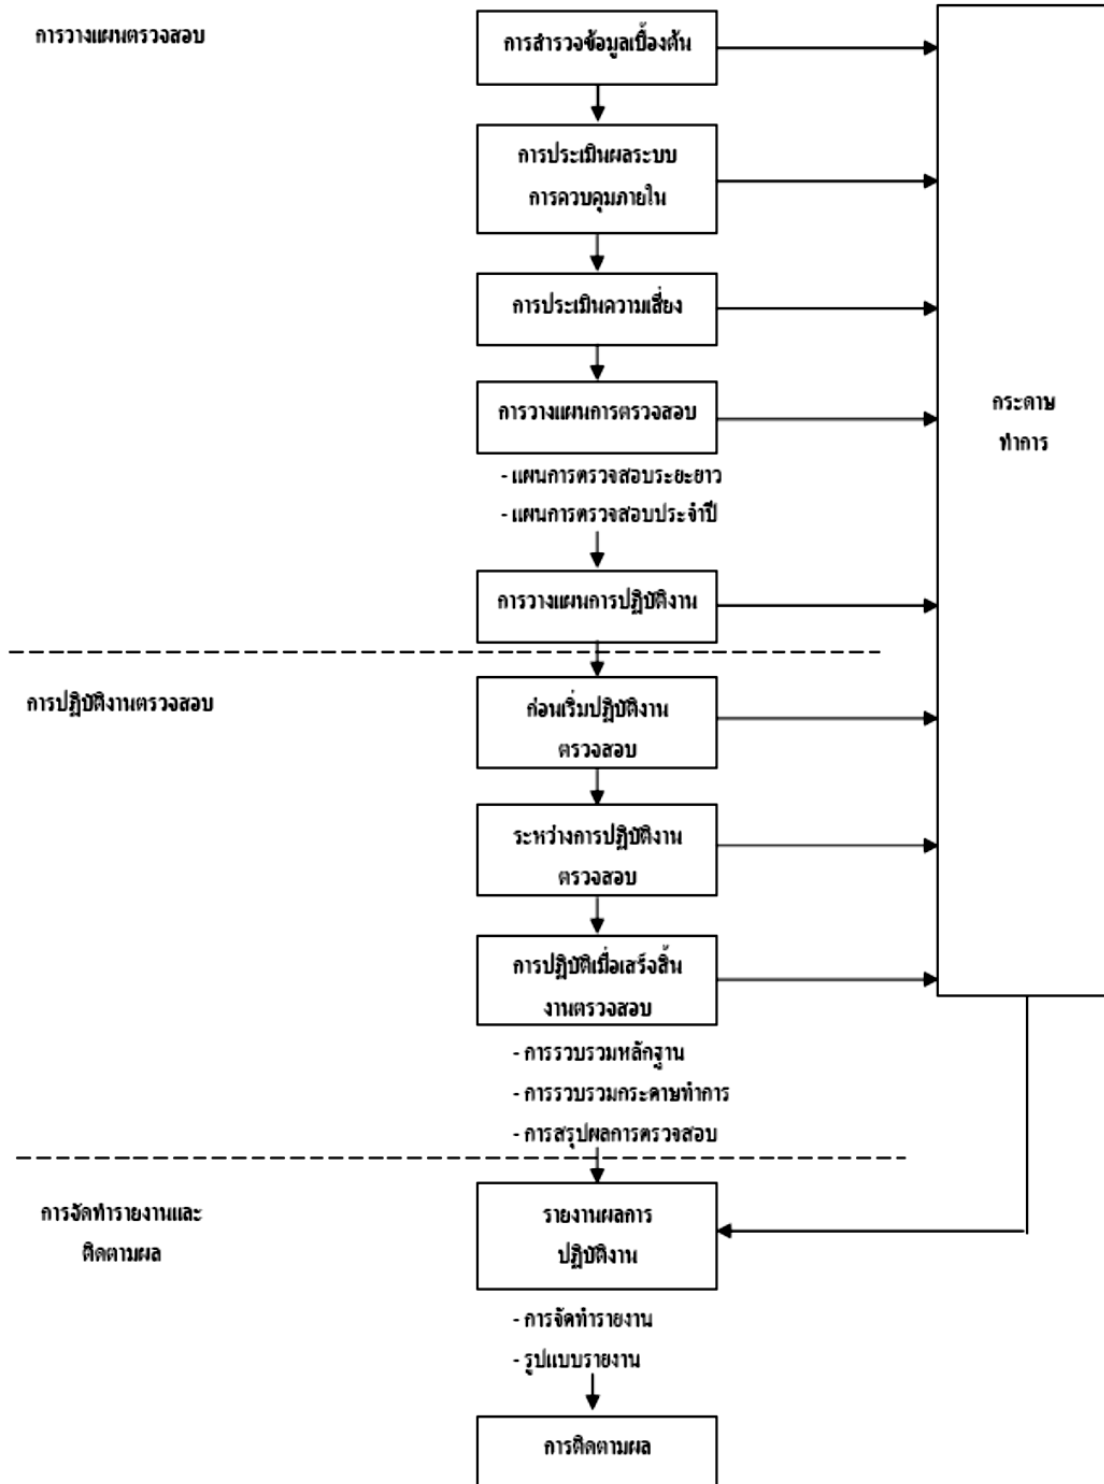 การวางแผนตรวจสอบ
การสำรวจข้อมูลเบื้องต้น
การประเมินผลระบบ
การควบคุมภายใน
การประเมินความเสี่ยง
การวางแผนการตรวจสอบ
- แผนการตรวจสอบระยะยาว
- แผนการตรวจสอบประจำปี
การวางแผนการปฏิบัติงาน
กระดาษ
ทำการ
การปฏิบัติงานตรวจสอบ
ก่อนเริ่มปฏิบัติงาน
ตรวจสอบ
ระหว่างการปฏิบัติงาน
ตรวจสอบ
การปฏิบัติเมื่อเสร็จสิ้น
งานตรวจสอบ
- การรวบรวมหลักฐาน
- การรวบรวมกระดาษทำการ
- การสรุปผลการตรวจสอบ
การจัดทำรายงานและ
ติดตามผล
รายงานผลการ
ปฏิบัติงาน
- การจัดทำรายงาน
- รูปแบบรายงาน
การติดตามผล